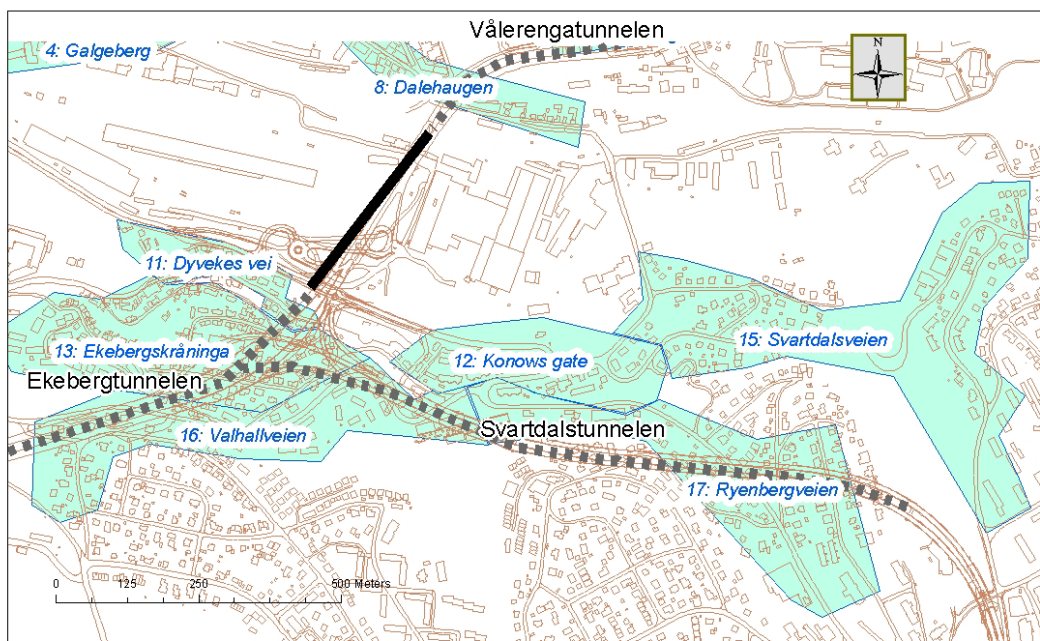 Vålerengatunnelen
4: Galgeberg
N
8: Dalehaugen
11: Dyvekes vei
15: Svartdalsveien
13: Ekebergskråninga
12: Konows gate
Ekebergtunnelen
16: Valhallveien
Svartdalstunnelen
17: Ryenbergveien
0 125 250 500 Meters